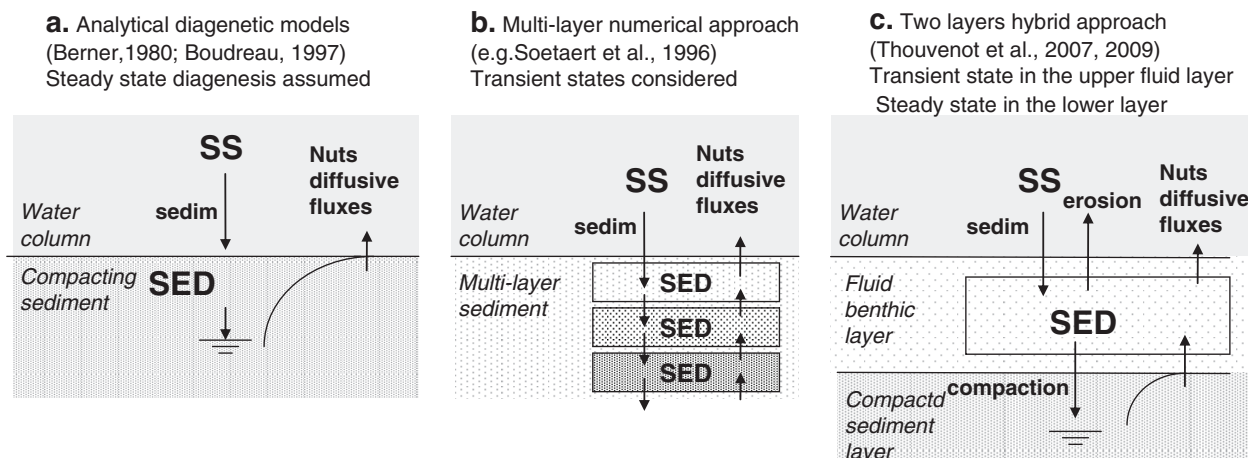 a. Analytical diagenetic models
(Berner,1980; Boudreau, 1997)
Steady state diagenesis assumed
SS
Nuts
diffusive
fluxes
sedim
Water
column
Compacting
sediment
SED
b. Multi-layer numerical approach
(e.g.Soetaert et al., 1996)
Transient states considered
SS
Nuts
diffusive
fluxes
sedim
Water
column
Multi-layer
sediment
SED
SED
SED
c. Two layers hybrid approach
(Thouvenot et al., 2007, 2009)
Transient state in the upper fluid layer
Steady state in the lower layer
SS
erosion
Nuts
diffusive
fluxes
sedim
Water
column
Fluid
benthic
layer
SED
compaction
Compactd
sediment
layer